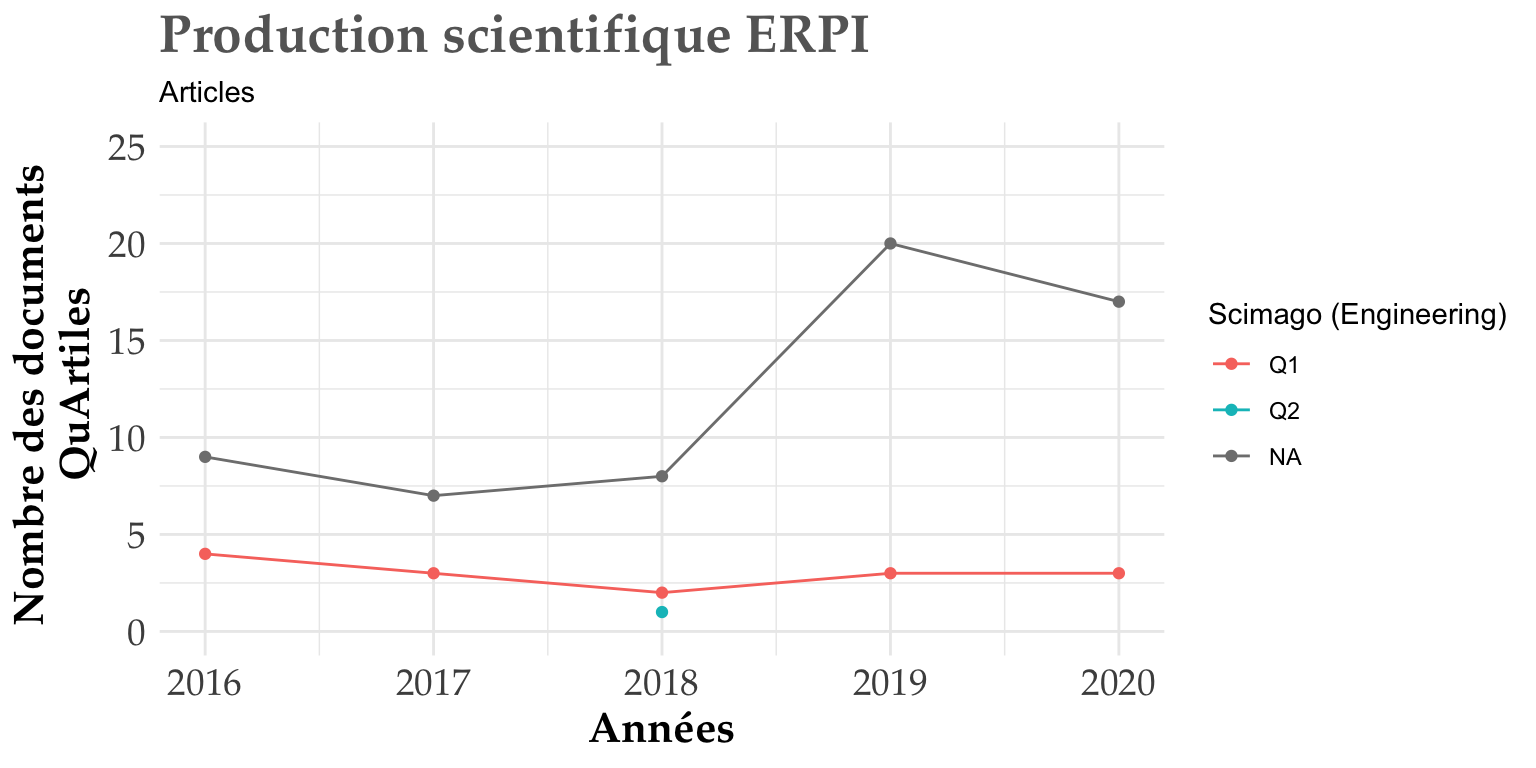 Production scientifique ERPI
Articles
Nombre des documents
QuArtiles
25
20
15
10
5
0
2016 2017 2018 2019 2020
Années
Scimago (Engineering)
Q1
Q2
NA